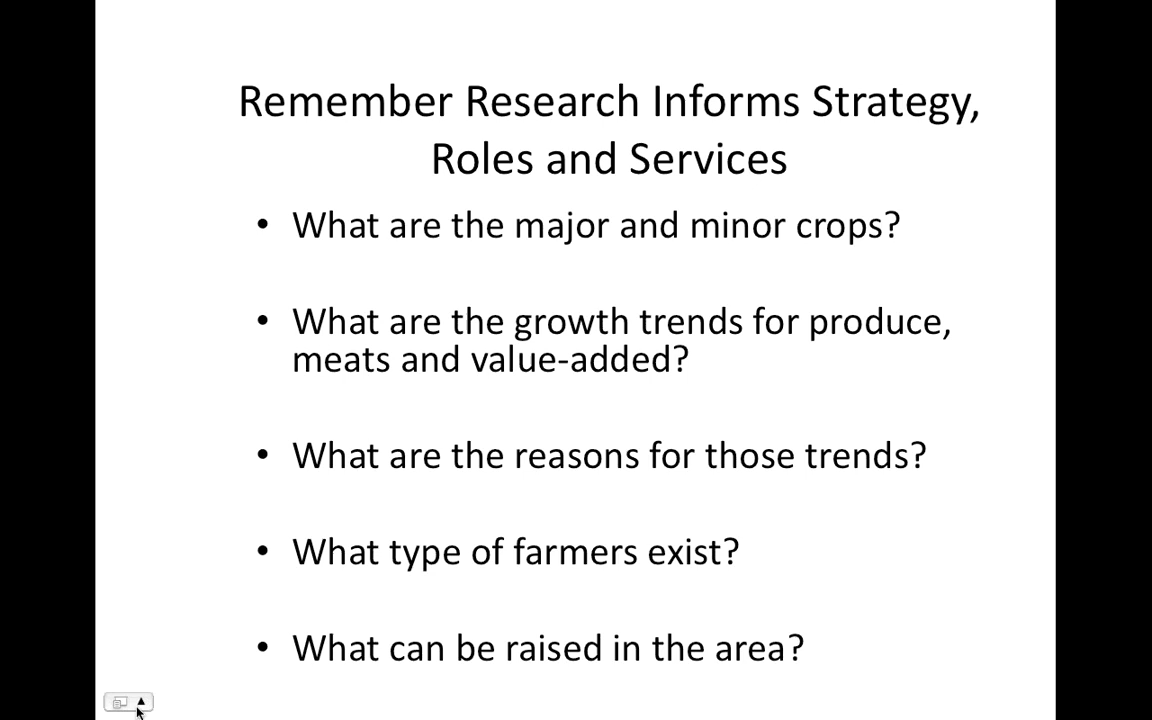 Remember Research Informs Strategy,
Roles and Services
• What are the major and minor crops?
• What are the growth trends for produce,
meats and value-added?
• What are the reasons for those trends?
• What type of farmers exist?
• What can be raised in the area?